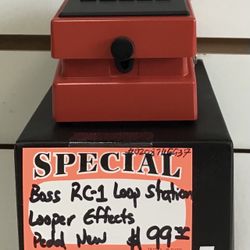 SPECIAL
Boss RC-1 Loop Station
Looper Effects
Pedal New $99